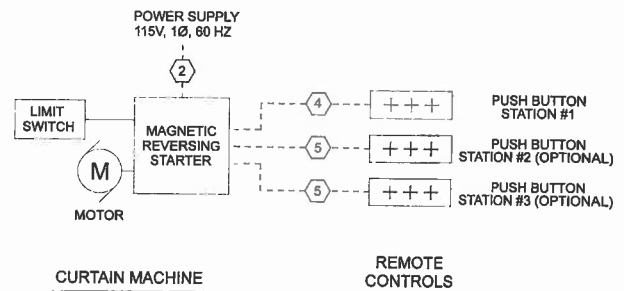 POWER SUPPLY
115V, 1Ø, 60 HZ
2
LIMIT
SWITCH
MAGNETIC
REVERSING
STARTER
M
MOTOR
4
+ + +
PUSH BUTTON
STATION #1
5
+ + +
PUSH BUTTON
STATION #2 (OPTIONAL)
5
+ + +
PUSH BUTTON
STATION #3 (OPTIONAL)
CURTAIN MACHINE
REMOTE
CONTROLS